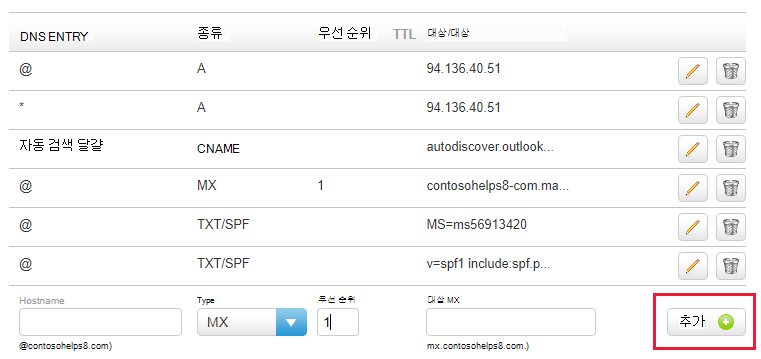 DNS ENTRY 종류 우선 순위 TTL 대상/대상
@ A 94.136.40.51
* A 94.136.40.51
자동 검색 달걀 CNAME autodiscover.outlook...
@ MX 1 contosohelps8-com.ma...
@ TXT/SPF MS=ms56913420
@ TXT/SPF v=spf1 include:spf.p...
Hostname Type 우선 순위 대상 MX
MX 1 추가
@contosohelps8.com) mx.contosohelps8.com.)